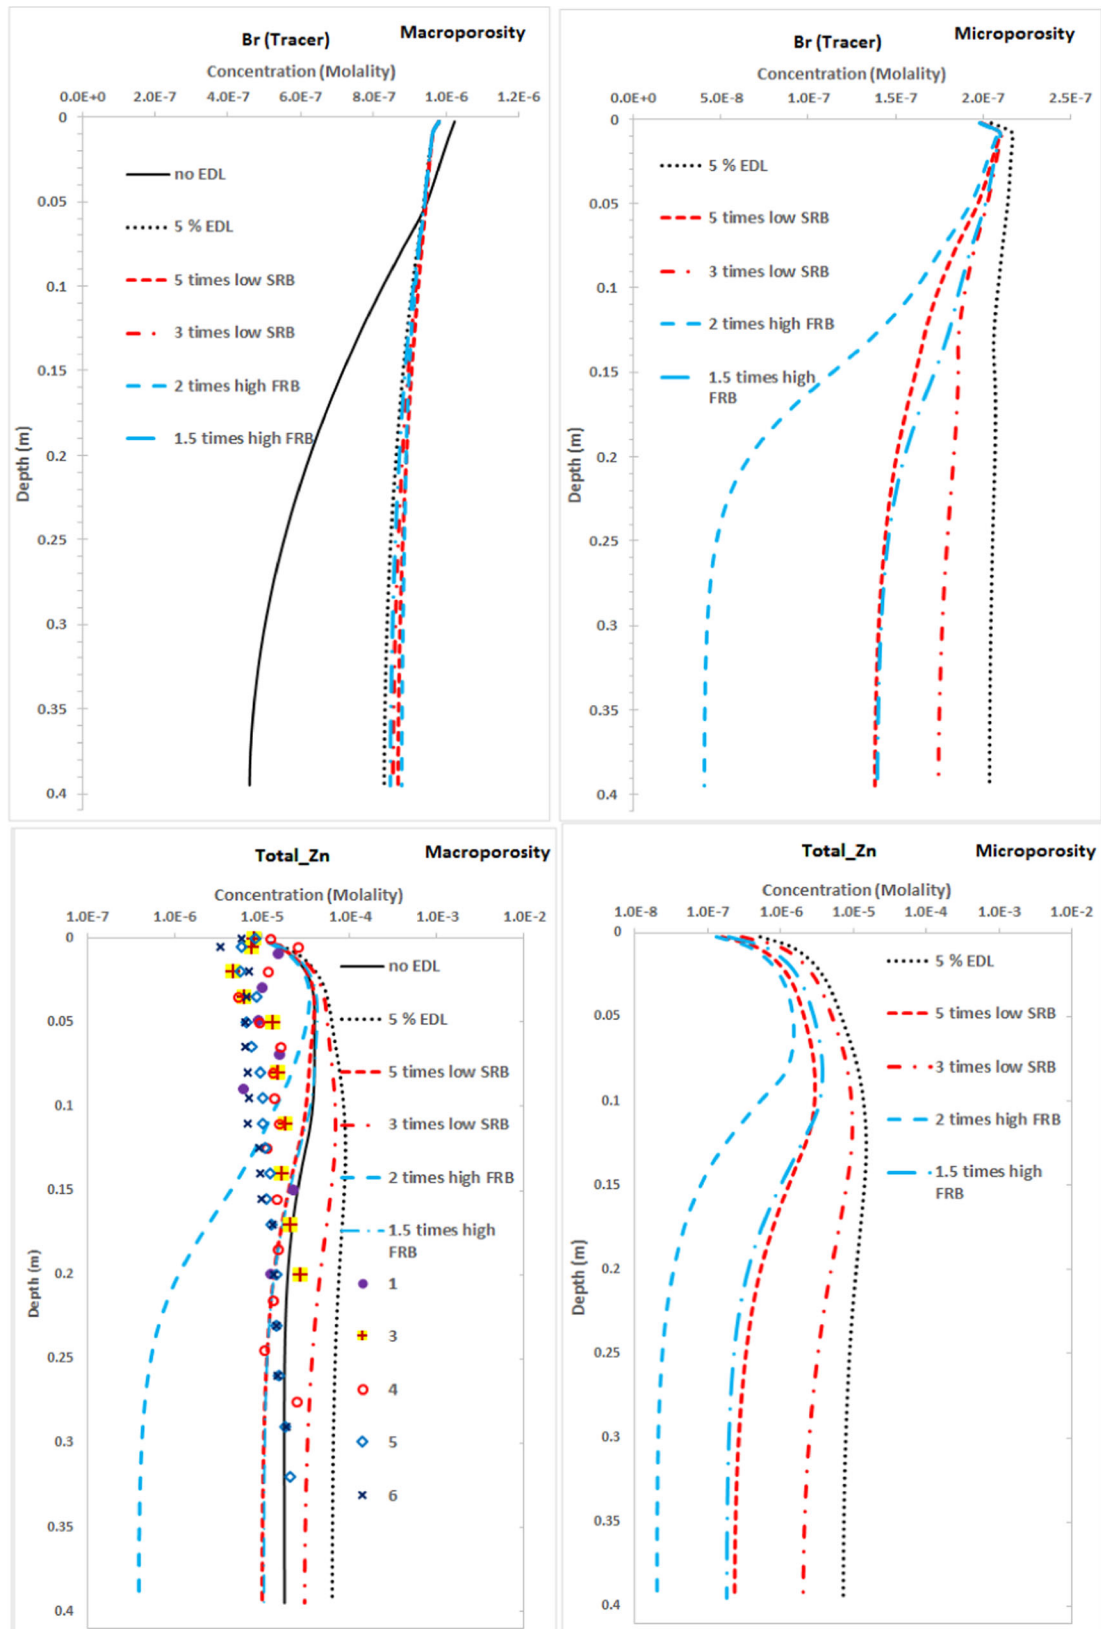 Br (Tracer)
Macroporosity
Concentration (Molality)
0.0E+0 2.0E-7 4.0E-7 6.0E-7 8.0E-7 1.0E-6 1.2E-6
0
0.05
0.1
0.15
0.2
0.25
0.3
0.35
0.4
Depth (m)
no EDL
5 % EDL
5 times low SRB
3 times low SRB
2 times high FRB
1.5 times high FRB
Br (Tracer)
Microporosity
Concentration (Molality)
0.0E+0 5.0E-8 1.0E-7 1.5E-7 2.0E-7 2.5E-7
0
0.05
0.1
0.15
0.2
0.25
0.3
0.35
0.4
Depth (m)
5 % EDL
5 times low SRB
3 times low SRB
2 times high FRB
1.5 times high
FRB
Total_Zn
Macroporosity
Concentration (Molality)
1.0E-7 1.0E-6 1.0E-5 1.0E-4 1.0E-3 1.0E-2
0
0.05
0.1
0.15
0.2
0.25
0.3
0.35
0.4
Depth (m)
no EDL
5 % EDL
5 times low SRB
3 times low SRB
2 times high FRB
1.5 times high
FRB
1
3
4
5
6
Total_Zn
Microporosity
Concentration (Molality)
1.0E-8 1.0E-7 1.0E-6 1.0E-5 1.0E-4 1.0E-3 1.0E-2
0
0.05
0.1
0.15
0.2
0.25
0.3
0.35
0.4
Depth (m)
5 % EDL
5 times low SRB
3 times low SRB
2 times high FRB
1.5 times high
FRB